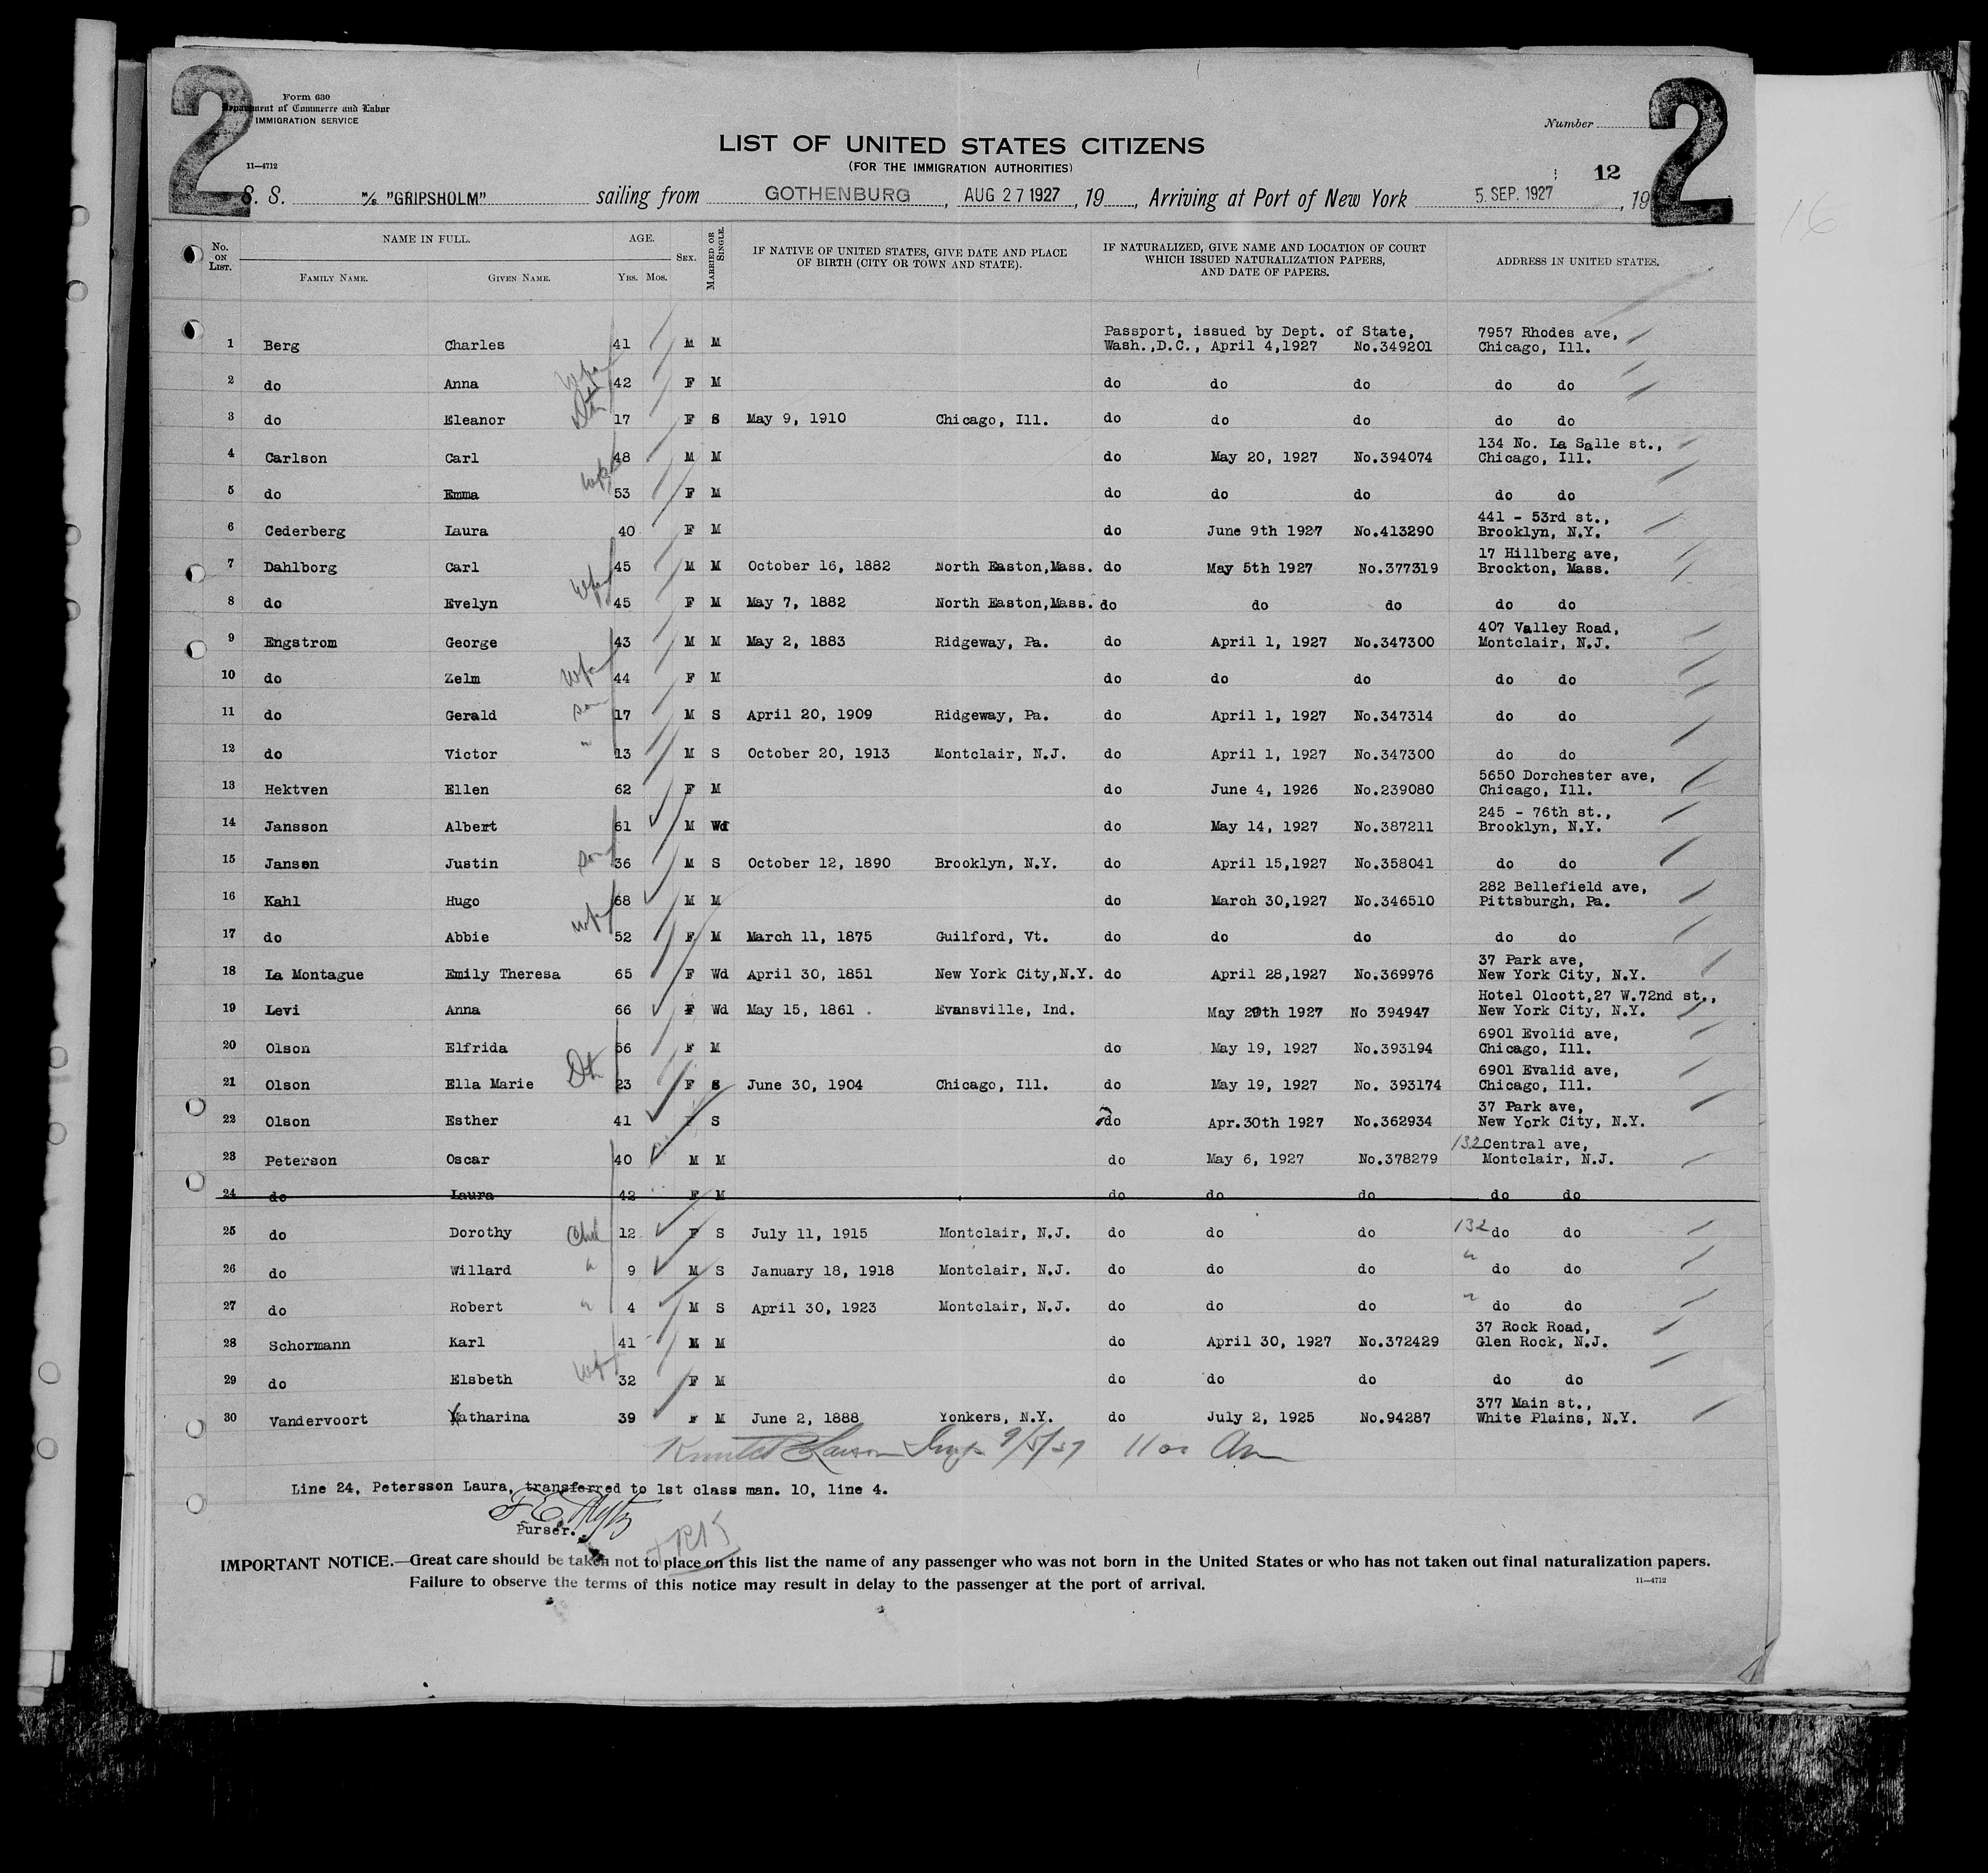 2
Form 630
Department of Commerce and Labor
IMMIGRATION SERVICE
11—4712
Number
2
LIST OF UNITED STATES CITIZENS
(FOR THE IMMIGRATION AUTHORITIES)
12
16
S. S. M/s "GRIPSHOLM" sailing from GOTHENBURG, AUG 27 1927, 19, Arriving at Port of New York 5. SEP. 1927, 19
No. ON LIST. NAME IN FULL. FAMILY NAME. GIVEN NAME. AGE. YRS. MOS. SEX. MARRIED OR SINGLE. IF NATIVE OF UNITED STATES, GIVE DATE AND PLACE OF BIRTH (CITY OR TOWN AND STATE). IF NATURALIZED, GIVE NAME AND LOCATION OF COURT WHICH ISSUED NATURALIZATION PAPERS, AND DATE OF PAPERS. ADDRESS IN UNITED STATES.
Passport, issued by Dept. of State, 7957 Rhodes ave,
1 Berg Charles 41 M M Wash.,D.C., April 4,1927 No.349201 Chicago, Ill.
2 do Anna Wife 42 F M do do do do do
3 do Eleanor Dtr 17 F S May 9, 1910 Chicago, Ill. do do do do do
134 No. La Salle st.,
4 Carlson Carl 48 M M do May 20, 1927 No.394074 Chicago, Ill.
5 do Emma wife 53 F M do do do do do
441 - 53rd st.,
6 Cederberg Laura 40 F M do June 9th 1927 No.413290 Brooklyn, N.Y.
17 Hillberg ave,
7 Dahlborg Carl 45 M M October 16, 1882 North Easton,Mass. do May 5th 1927 No.377319 Brockton, Mass.
8 do Evelyn Wife 45 F M May 7, 1882 North Easton,Mass. do do do do do
407 Valley Road,
9 Engstrom George 43 M M May 2, 1883 Ridgeway, Pa. do April 1, 1927 No.347300 Montclair, N.J.
10 do Zelm Wife 44 F M do do do do do
11 do Gerald son 17 M S April 20, 1909 Ridgeway, Pa. do April 1, 1927 No.347314 do do
12 do Victor " 13 M S October 20, 1913 Montclair, N.J. do April 1, 1927 No.347300 do do
5650 Dorchester ave,
13 Hektven Ellen 62 F M do June 4, 1926 No.239080 Chicago, Ill.
245 - 76th st.,
14 Jansson Albert 61 M Wd do May 14, 1927 No.387211 Brooklyn, N.Y.
15 Janson Justin son 36 M S October 12, 1890 Brooklyn, N.Y. do April 15,1927 No.358041 do do
282 Bellefield ave,
16 Kahl Hugo 68 M M do March 30,1927 No.346510 Pittsburgh, Pa.
17 do Abbie wife 52 F M March 11, 1875 Guilford, Vt. do do do do do
37 Park ave,
18 La Montague Emily Theresa 65 F Wd April 30, 1851 New York City,N.Y. do April 28,1927 No.369976 New York City, N.Y.
Hotel Olcott,27 W.72nd st.,
19 Levi Anna 66 F Wd May 15, 1861 Evansville, Ind. May 20th 1927 No 394947 New York City, N.Y.
6901 Evolid ave,
20 Olson Elfrida 56 F M do May 19, 1927 No.393194 Chicago, Ill.
6901 Evalid ave,
21 Olson Ella Marie Dtr 23 F S June 30, 1904 Chicago, Ill. do May 19, 1927 No. 393174 Chicago, Ill.
37 Park ave,
22 Olson Esther 41 F S do Apr.30th 1927 No.362934 New York City, N.Y.
132 Central ave,
23 Peterson Oscar 40 M M do May 6, 1927 No.378279 Montclair, N.J.
24 do Laura 42 F M do do do do do
25 do Dorothy Chd 12 F S July 11, 1915 Montclair, N.J. do do do 132 do do
26 do Willard " 9 M S January 18, 1918 Montclair, N.J. do do do " do do
27 do Robert " 4 M S April 30, 1923 Montclair, N.J. do do do " do do
37 Rock Road,
28 Schormann Karl 41 M M do April 30, 1927 No.372429 Glen Rock, N.J.
29 do Elsbeth wife 32 F M do do do do do
377 Main st.,
30 Vandervoort Katharina 39 F M June 2, 1888 Yonkers, N.Y. do July 2, 1925 No.94287 White Plains, N.Y.
9/5/27 11 00 Am
Line 24, Petersson Laura, transferred to 1st class man. 10, line 4.
Purser.
IMPORTANT NOTICE.—Great care should be taken not to place on this list the name of any passenger who was not born in the United States or who has not taken out final naturalization papers.
Failure to observe the terms of this notice may result in delay to the passenger at the port of arrival.
11—4712